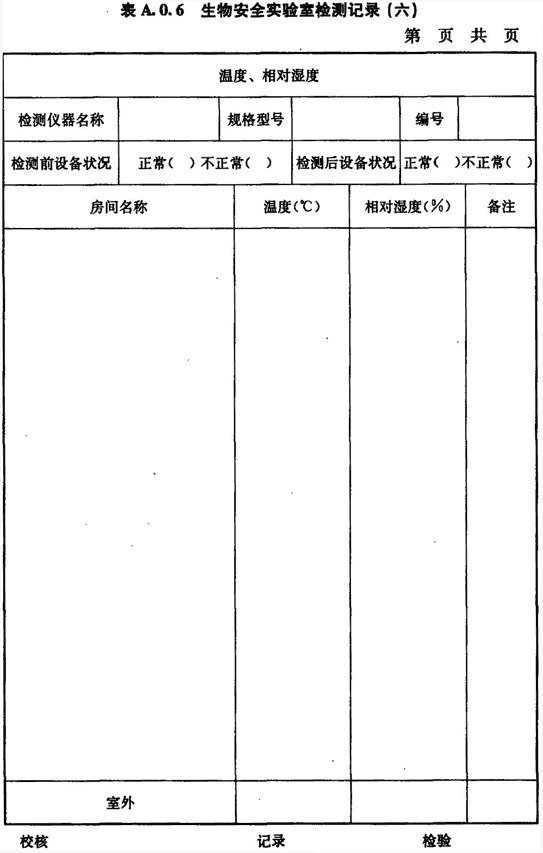 表 A.0.6 生物安全实验室检测记录(六)
第 页 共 页
温度、相对湿度
检测仪器名称 规格型号 编号
检测前设备状况 正常( )不正常( ) 检测后设备状况 正常( )不正常( )
房间名称 温度(℃) 相对湿度(%) 备注
室外
校核 记录 检验